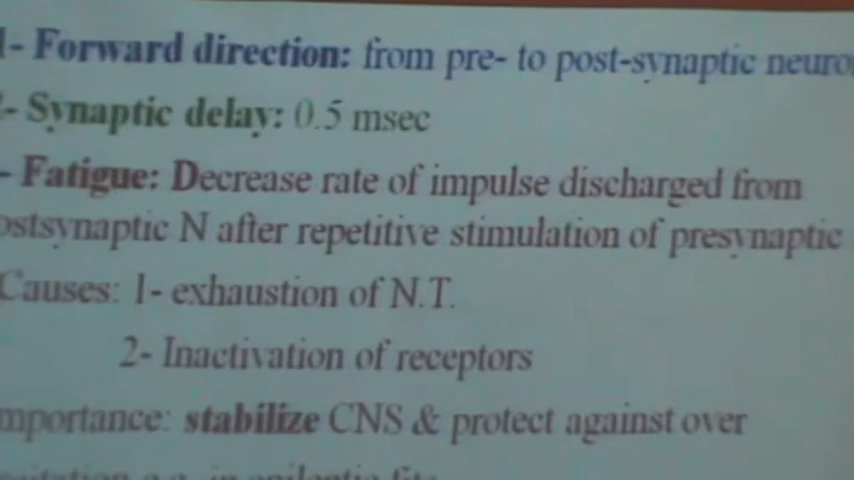 1- Forward direction: from pre- to post-synaptic
- Synaptic delay: 0.5 msec
- Fatigue: Decrease rate of impulse discharged from
ostsynaptic N after repetitive stimulation of presynaptic
Causes: 1- exhaustion of N.T.
2- Inactivation of receptors
mportance: stabilize CNS & protect against over